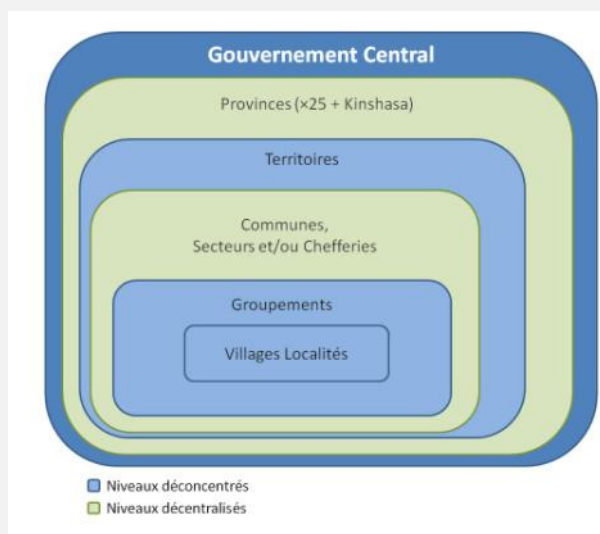 Gouvernement Central
Provinces (×25 + Kinshasa)
Territoires
Communes,
Secteurs et/ou Chefferies
Groupements
Villages Localités
Niveaux déconcentrés
Niveaux décentralisés